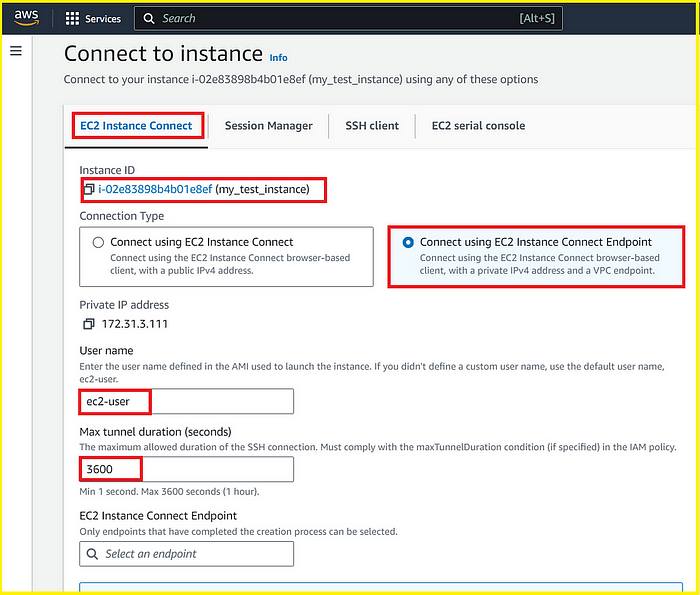 aws Services Search [Alt+S]
Connect to instance Info
Connect to your instance i-02e83898b4b01e8ef (my_test_instance) using any of these options
EC2 Instance Connect Session Manager SSH client EC2 serial console
Instance ID
i-02e83898b4b01e8ef (my_test_instance)
Connection Type
Connect using EC2 Instance Connect
Connect using the EC2 Instance Connect browser-based
client, with a public IPv4 address.
Connect using EC2 Instance Connect Endpoint
Connect using the EC2 Instance Connect browser-based
client, with a private IPv4 address and a VPC endpoint.
Private IP address
172.31.3.111
User name
Enter the user name defined in the AMI used to launch the instance. If you didn't define a custom user name, use the default user name,
ec2-user.
ec2-user
Max tunnel duration (seconds)
The maximum allowed duration of the SSH connection. Must comply with the maxTunnelDuration condition (if specified) in the IAM policy.
3600
Min 1 second. Max 3600 seconds (1 hour).
EC2 Instance Connect Endpoint
Only endpoints that have completed the creation process can be selected.
Select an endpoint